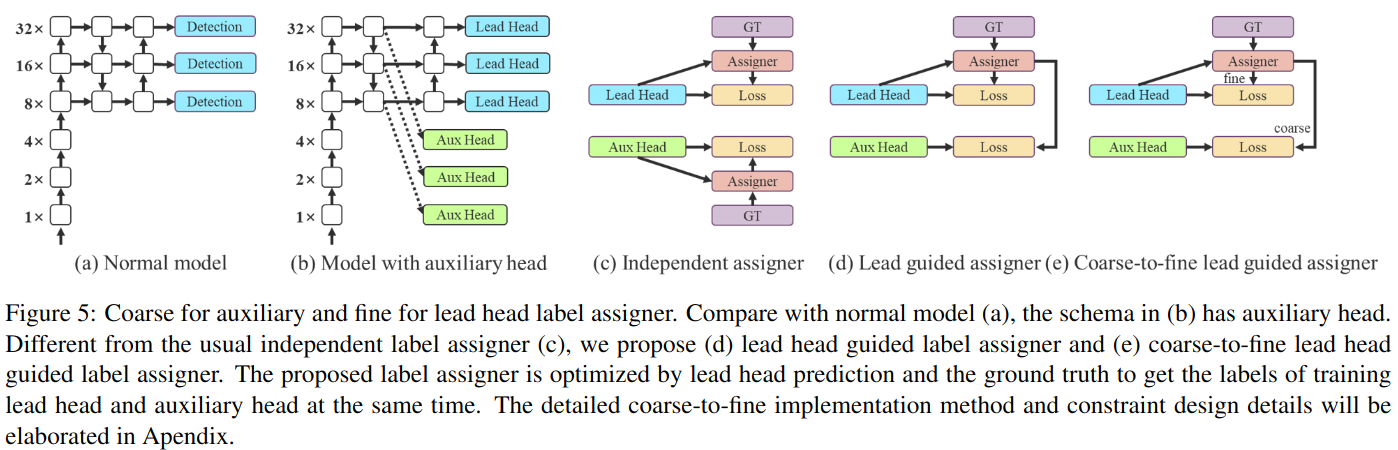 32×
Detection
16×
Detection
8×
Detection
4×
2×
1×
(a) Normal model
32×
Lead Head
16×
Lead Head
8×
Lead Head
4×
Aux Head
2×
Aux Head
1×
Aux Head
(b) Model with auxiliary head
GT
Assigner
Lead Head
Loss
Aux Head
Loss
Assigner
GT
(c) Independent assigner
GT
Assigner
Lead Head
Loss
Aux Head
Loss
(d) Lead guided assigner
GT
Assigner
fine
Lead Head
Loss
coarse
Aux Head
Loss
(e) Coarse-to-fine lead guided assigner
Figure 5: Coarse for auxiliary and fine for lead head label assigner. Compare with normal model (a), the schema in (b) has auxiliary head.
Different from the usual independent label assigner (c), we propose (d) lead head guided label assigner and (e) coarse-to-fine lead head
guided label assigner. The proposed label assigner is optimized by lead head prediction and the ground truth to get the labels of training
lead head and auxiliary head at the same time. The detailed coarse-to-fine implementation method and constraint design details will be
elaborated in Apendix.